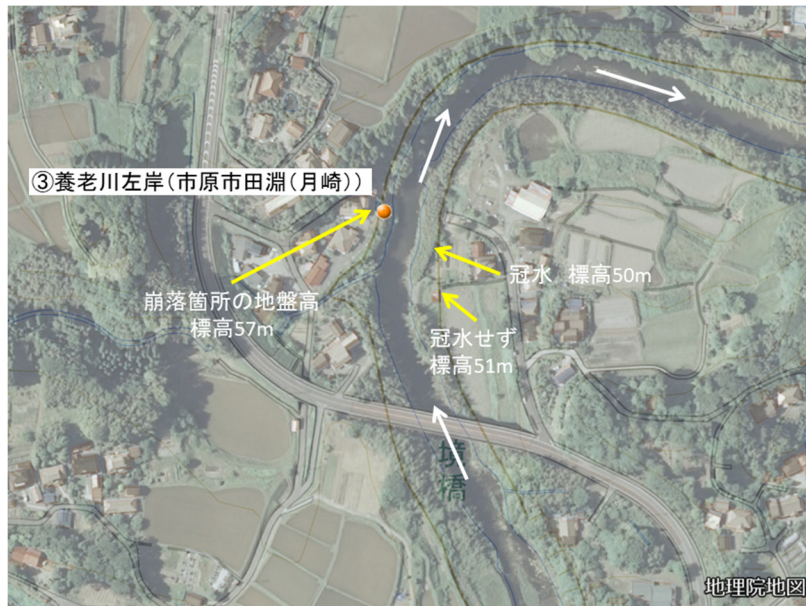 ③養老川左岸(市原市田淵(月崎))
冠水　標高50m
崩落箇所の地盤高
標高57m
冠水せず
標高51m
境橋
地理院地図